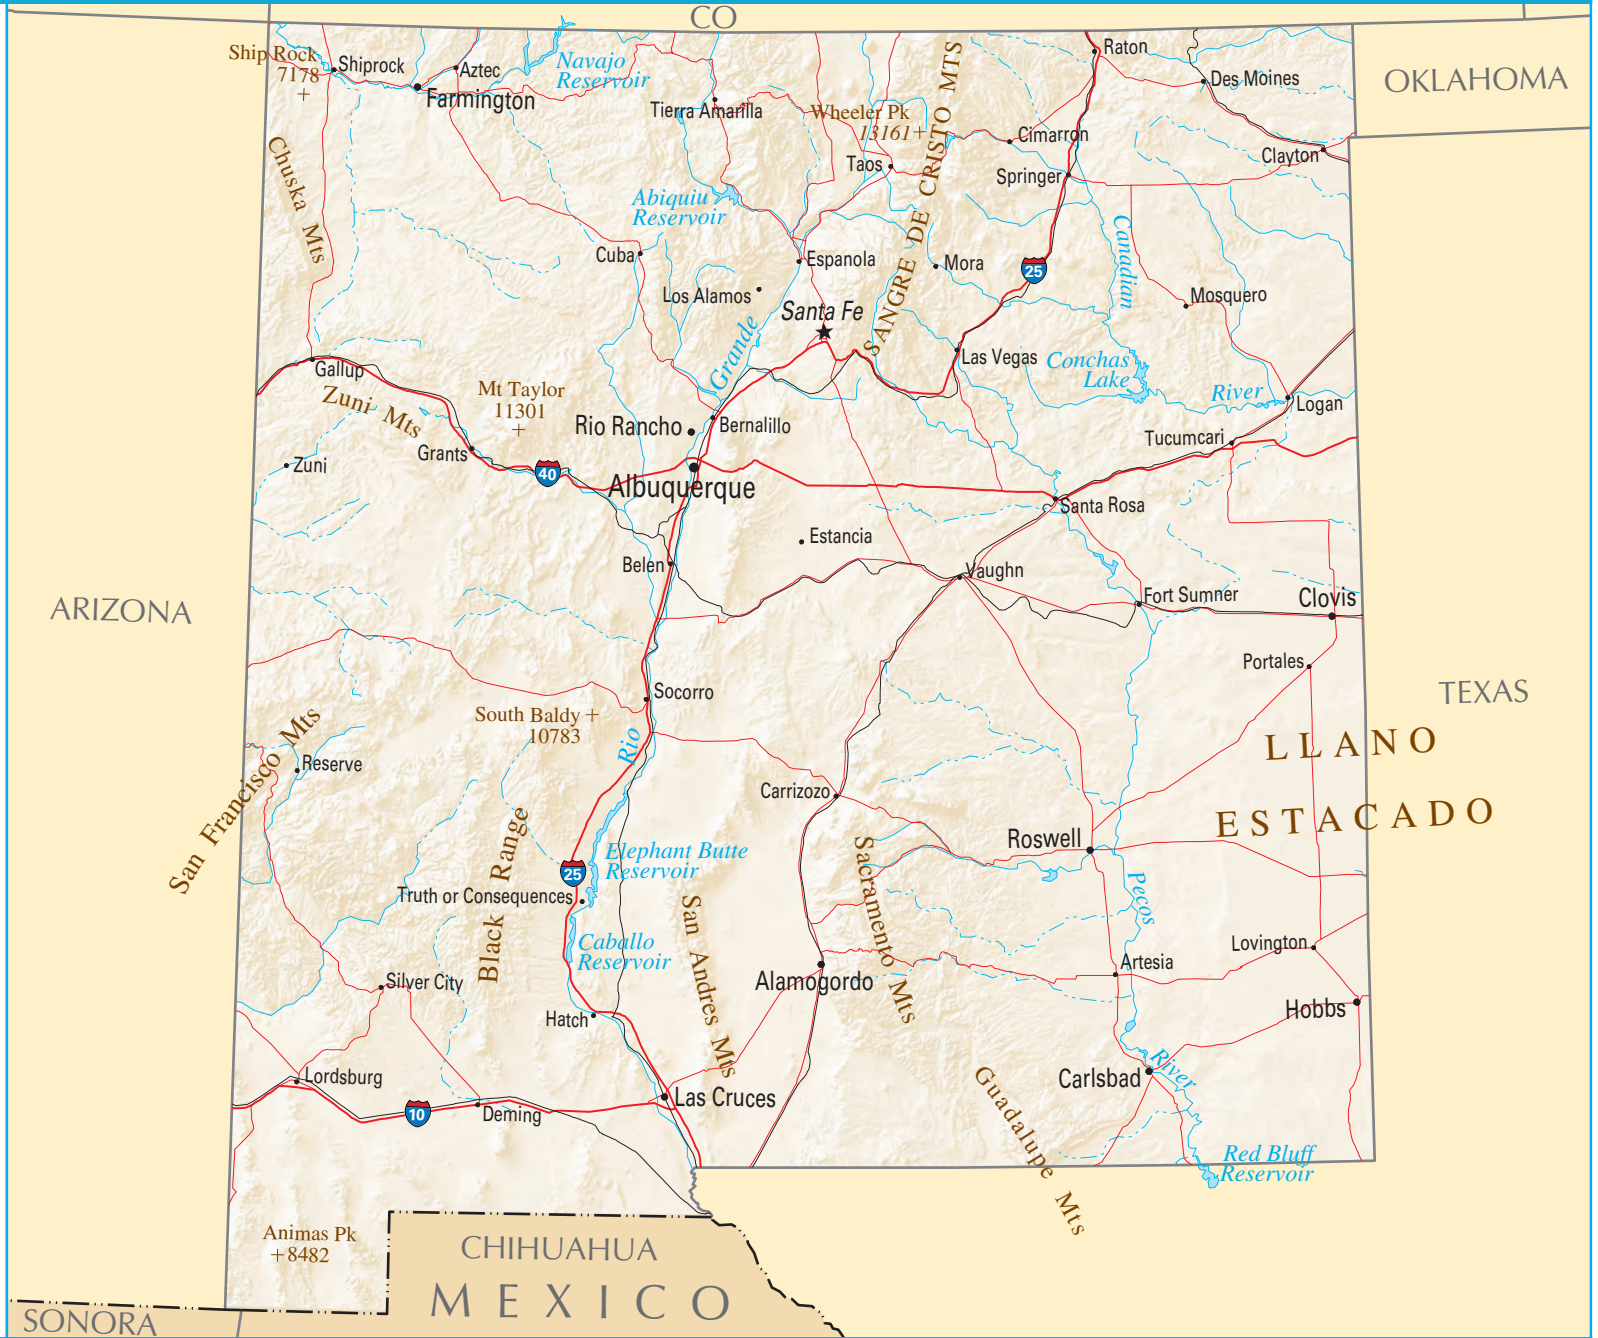 CO
OKLAHOMA
ARIZONA
TEXAS
CHIHUAHUA
MEXICO
SONORA
Ship Rock
7178
Shiprock
Aztec
Farmington
Navajo
Reservoir
Tierra Amarilla
Wheeler Pk
13161
Taos
SANGRE DE CRISTO MTS
Raton
Des Moines
Cimarron
Springer
Clayton
Chuska Mts
Abiquiu
Reservoir
Cuba
Espanola
Mora
25
Canadian
Los Alamos
Santa Fe
Mosquero
Grande
Las Vegas
Conchas
Lake
River
Logan
Gallup
Zuni Mts
Mt Taylor
11301
Rio Rancho
Bernalillo
Tucumcari
Grants
Zuni
40
Albuquerque
Santa Rosa
Estancia
Belen
Vaughn
Fort Sumner
Clovis
Portales
Socorro
South Baldy
10783
Rio
San Francisco Mts
Reserve
LLANO
ESTACADO
Carrizozo
Black Range
Roswell
Elephant Butte
Reservoir
25
Truth or Consequences
Sacramento Mts
San Andres Mts
Pecos
Caballo
Reservoir
Lovington
Artesia
Silver City
Alamogordo
Hobbs
Hatch
Lordsburg
Carlsbad
River
Las Cruces
10
Deming
Guadalupe Mts
Red Bluff
Reservoir
Animas Pk
8482